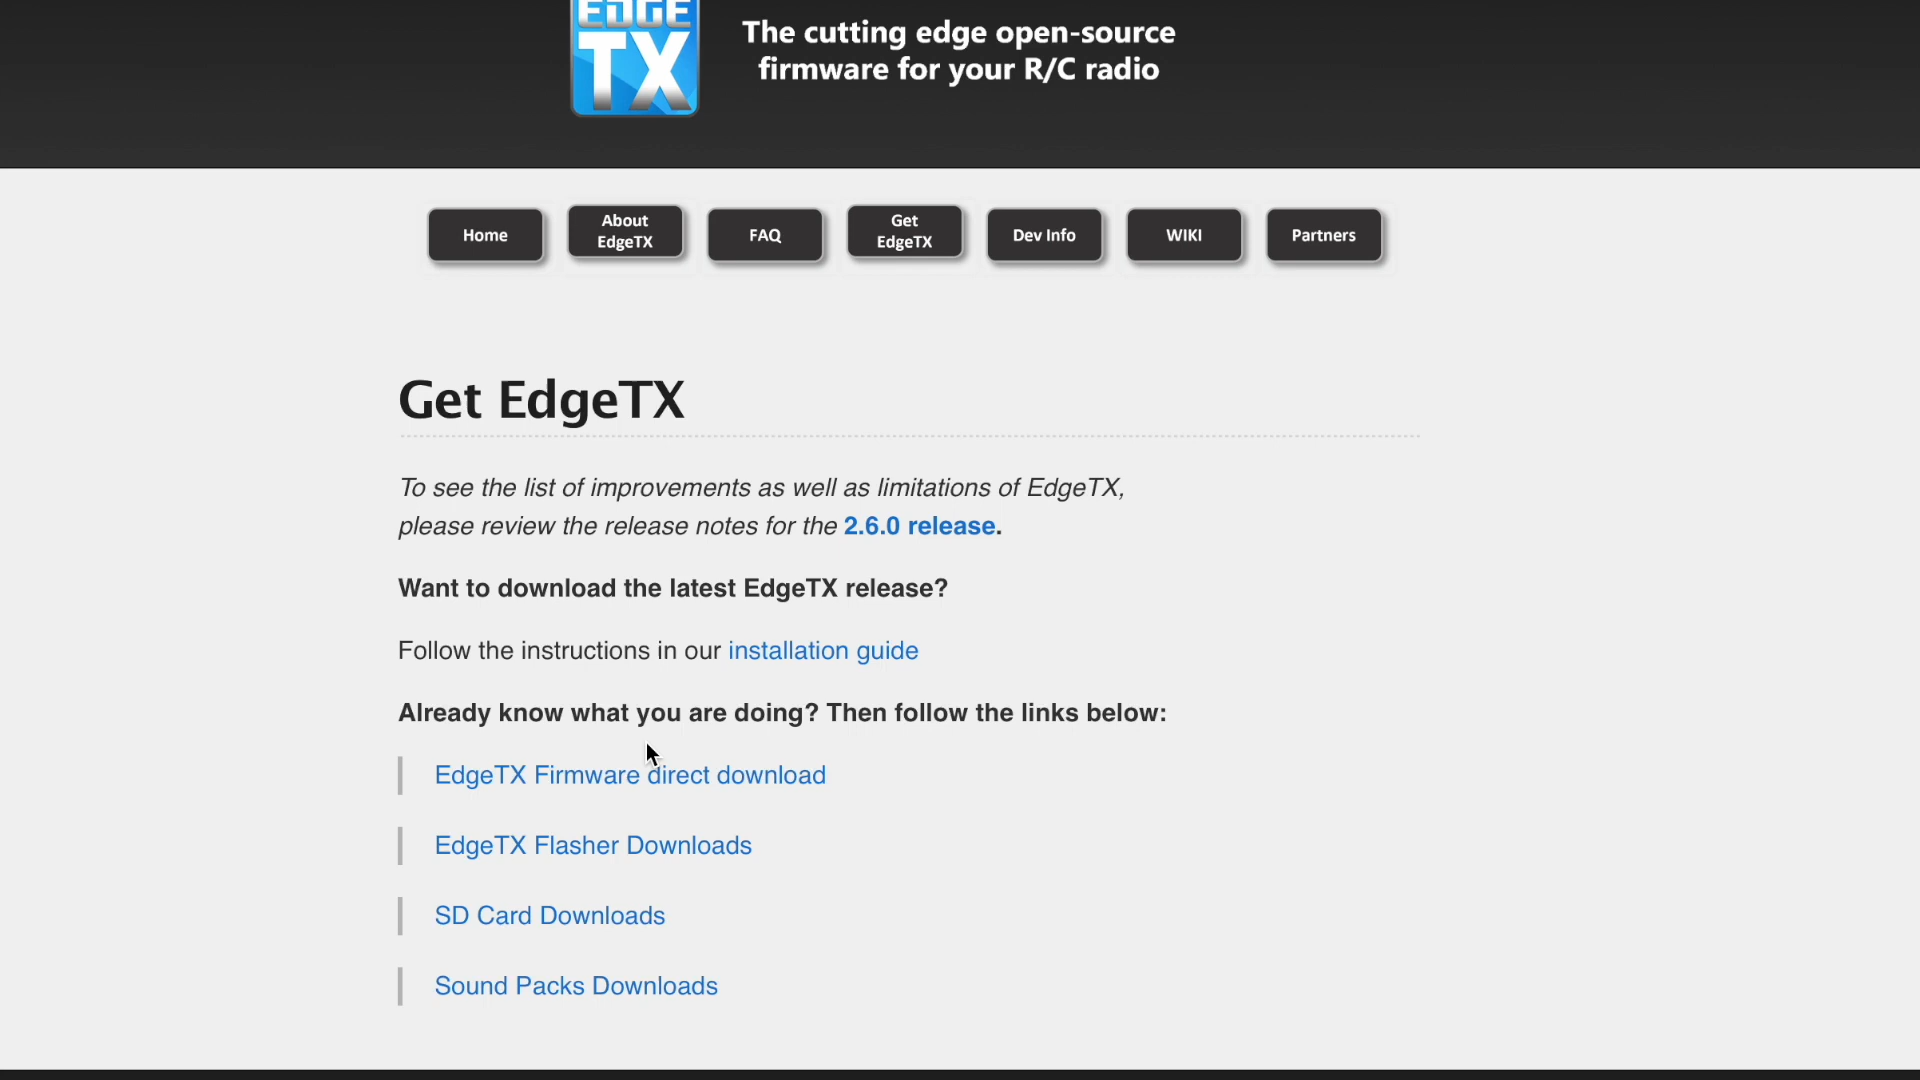 EDGE
TX
The cutting edge open-source
firmware for your R/C radio
Home
About
EdgeTX
FAQ
Get
EdgeTX
Dev Info
WIKI
Partners
Get EdgeTX
To see the list of improvements as well as limitations of EdgeTX,
please review the release notes for the 2.6.0 release.
Want to download the latest EdgeTX release?
Follow the instructions in our installation guide
Already know what you are doing? Then follow the links below:
EdgeTX Firmware direct download
EdgeTX Flasher Downloads
SD Card Downloads
Sound Packs Downloads